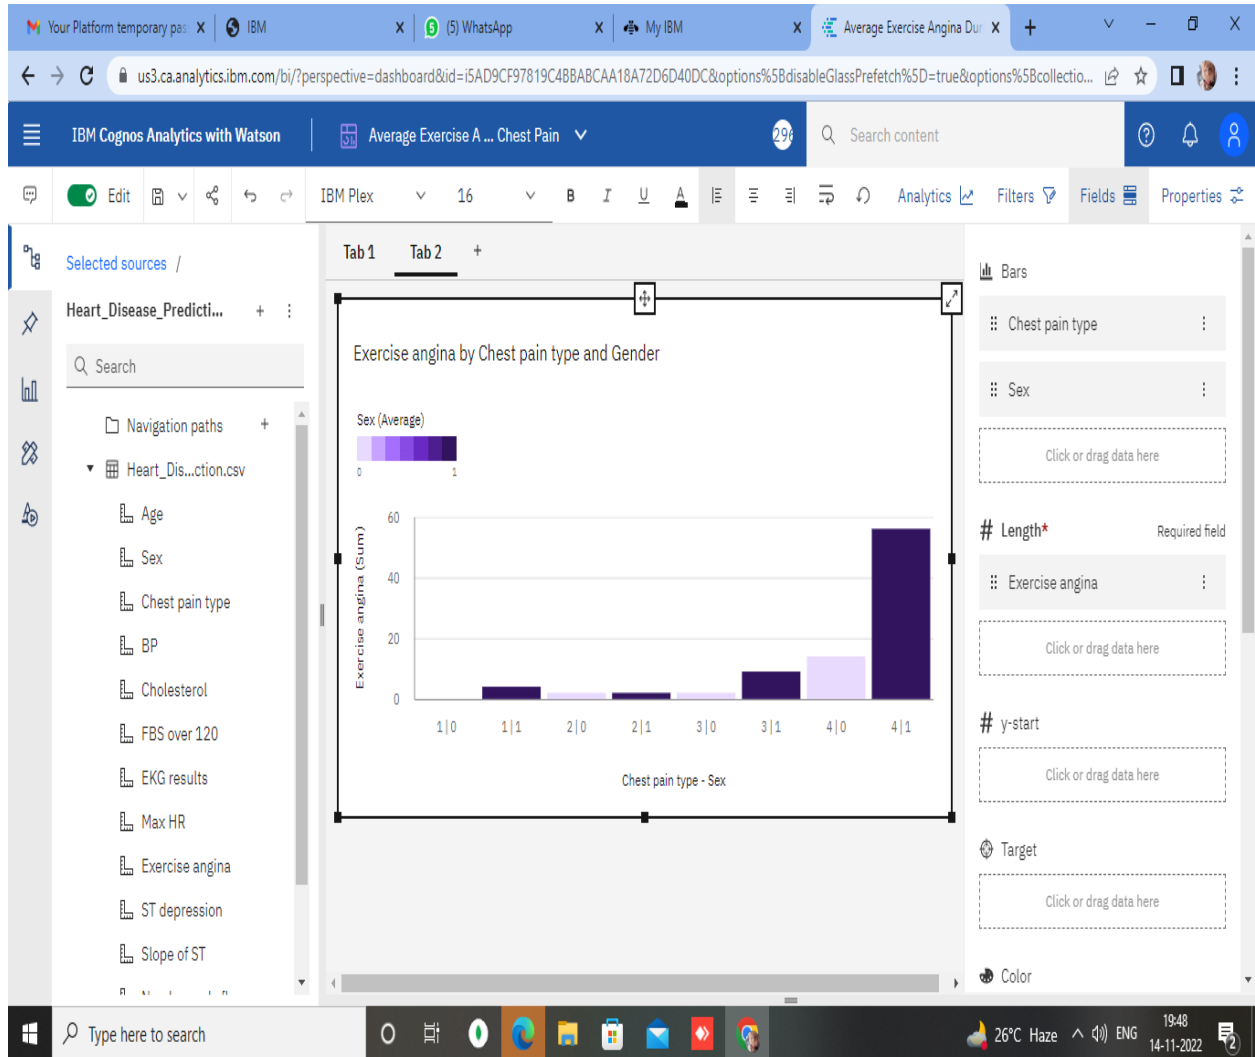 Your Platform temporary pas
IBM
(5) WhatsApp
My IBM
Average Exercise Angina Dur
us3.ca.analytics.ibm.com/bi/?perspective=dashboard&id=i5AD9CF97819C4BBABCAA18A72D6D40DC&options%5BdisableGlassPrefetch%5D=true&options%5Bcollectio...
IBM Cognos Analytics with Watson
Average Exercise A ... Chest Pain
296
Search content
Edit
IBM Plex
16
B
I
U
A
Analytics
Filters
Fields
Properties
Selected sources /
Heart_Disease_Predicti...
Search
Navigation paths
Heart_Dis...ction.csv
Age
Sex
Chest pain type
BP
Cholesterol
FBS over 120
EKG results
Max HR
Exercise angina
ST depression
Slope of ST
Tab 1
Tab 2
Exercise angina by Chest pain type and Gender
Sex (Average)
0
1
Exercise angina (Sum)
60
40
20
0
1|0
1|1
2|0
2|1
3|0
3|1
4|0
4|1
Chest pain type - Sex
Bars
Chest pain type
Sex
Click or drag data here
# Length*
Required field
Exercise angina
Click or drag data here
# y-start
Click or drag data here
Target
Click or drag data here
Color
Type here to search
26°C Haze
ENG
19:48
14-11-2022
2